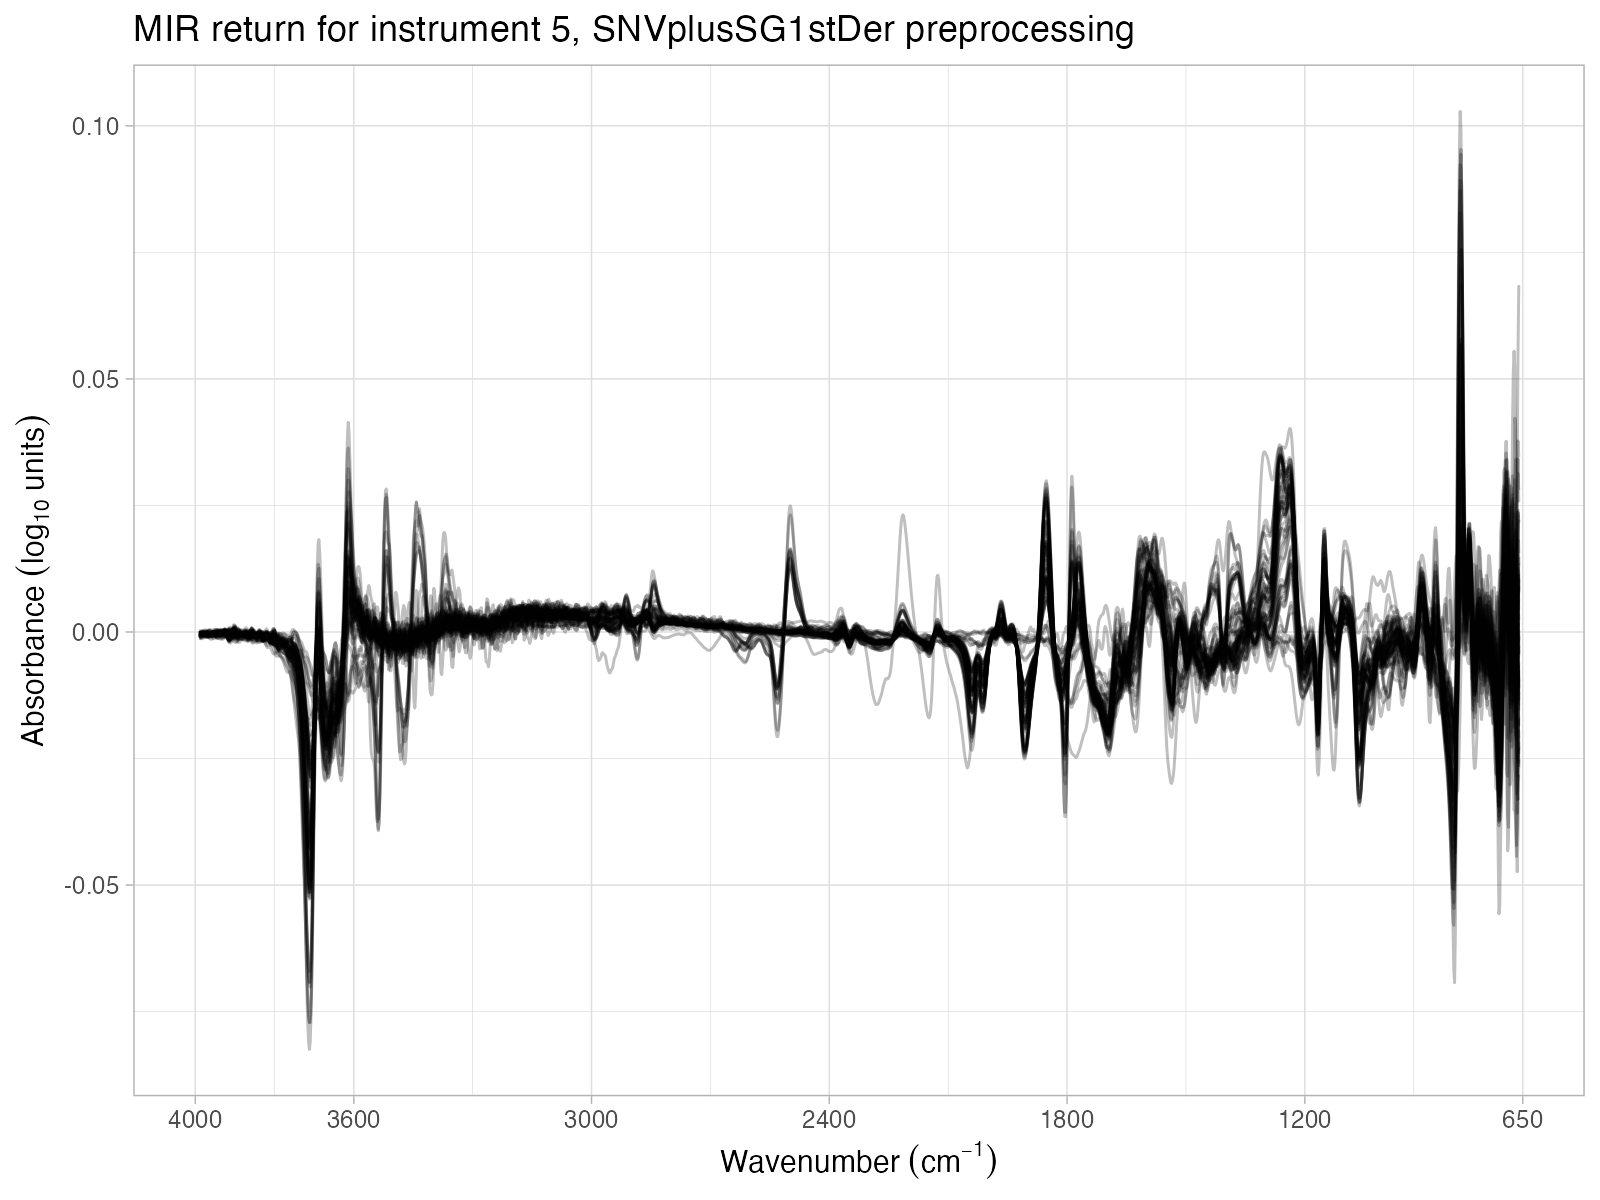 MIR return for instrument 5, SNVplusSG1stDer preprocessing
Absorbance (log₁₀ units)
0.10
0.05
0.00
-0.05
4000 3600 3000 2400 1800 1200 650
Wavenumber (cm⁻¹)